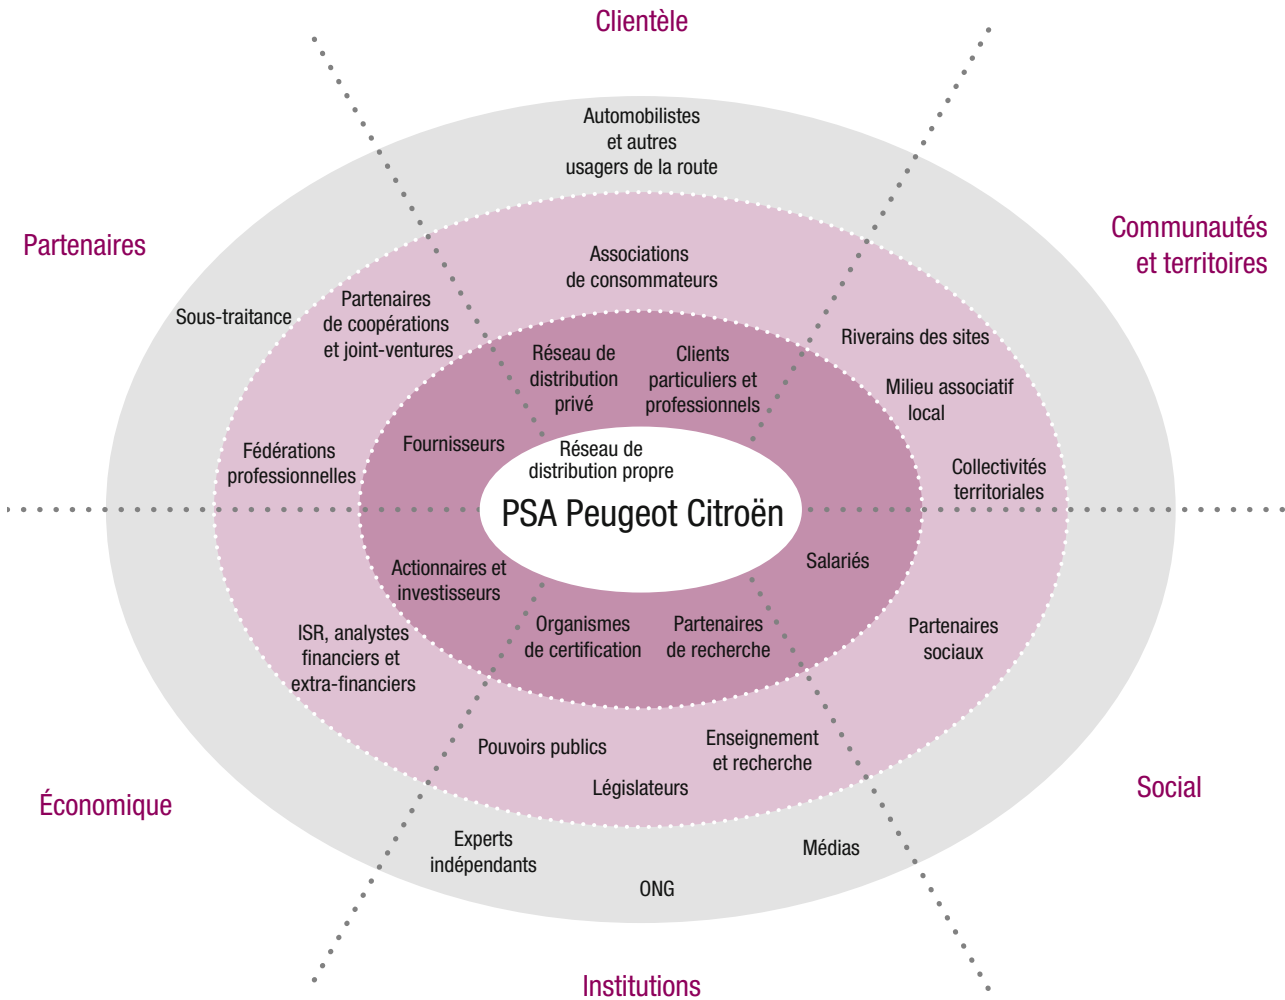 Clientèle
Automobilistes
et autres
usagers de la route
Partenaires
Communautés
et territoires
Associations
de consommateurs
Sous-traitance
Partenaires
de coopérations
et joint-ventures
Riverains des sites
Réseau de
distribution
privé
Clients
particuliers et
professionnels
Milieu associatif
local
Fournisseurs
Fédérations
professionnelles
Réseau de
distribution propre
Collectivités
territoriales
PSA Peugeot Citroën
Actionnaires et
investisseurs
Salariés
Organismes
de certification
Partenaires
de recherche
ISR, analystes
financiers et
extra-financiers
Partenaires
sociaux
Pouvoirs publics
Enseignement
et recherche
Législateurs
Économique
Social
Experts
indépendants
Médias
ONG
Institutions